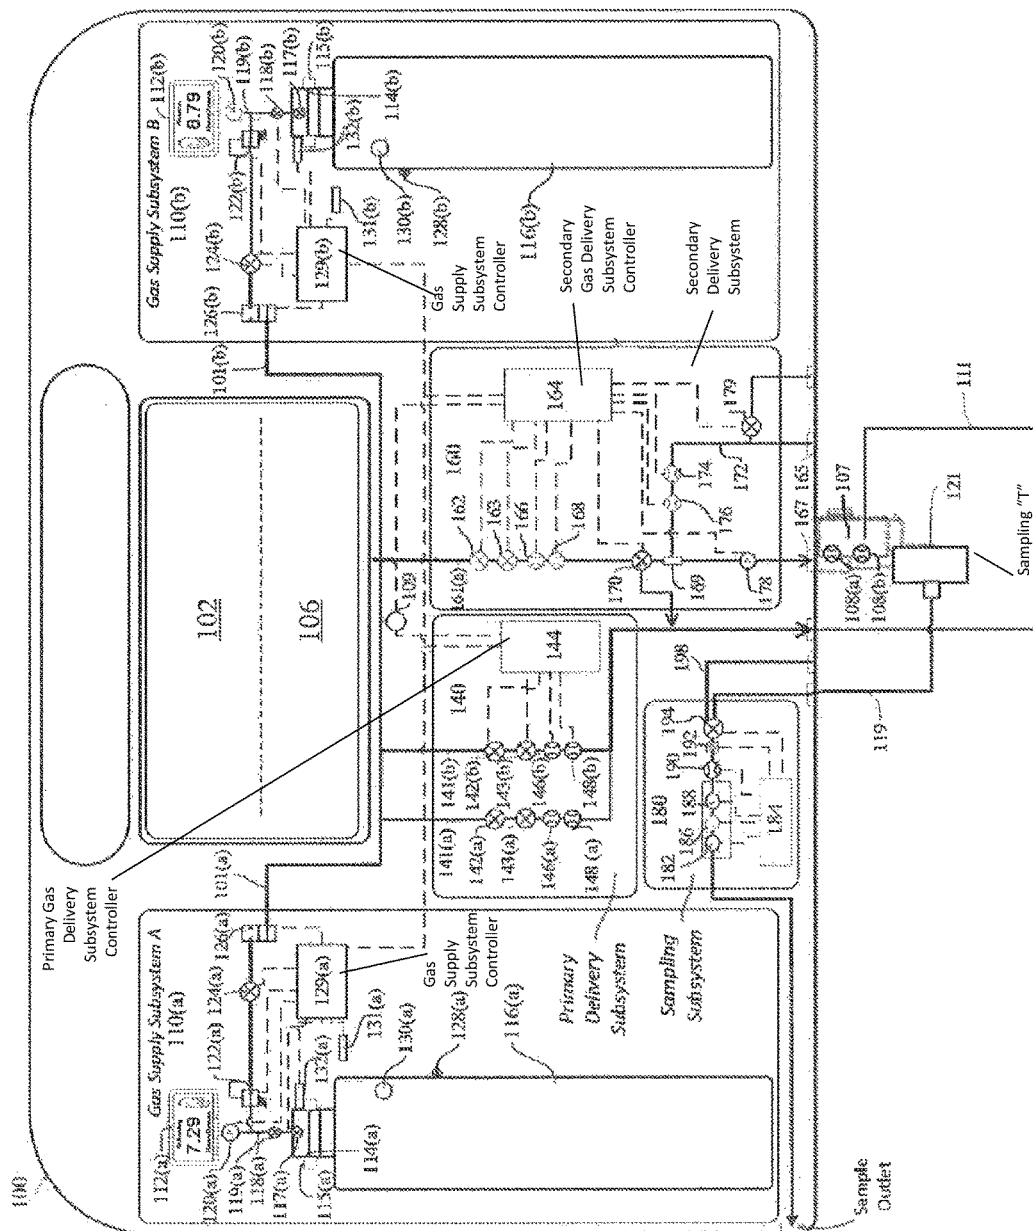 100
Gas Supply Subsystem A
110(a)
112(a)
7.29
120(a)
119(a)
118(a)
117(a)
115(a)
114(a)
122(a)
124(a)
126(a)
101(a)
129(a)
131(a)
132(a)
130(a)
128(a)
116(a)
Gas
Supply
Subsystem
Controller
Primary Gas
Delivery
Subsystem
Controller
102
106
Gas Supply Subsystem B
110(b)
112(b)
8.79
120(b)
119(b)
118(b)
117(b)
115(b)
114(b)
132(b)
122(b)
124(b)
126(b)
101(b)
129(b)
131(b)
130(b)
128(b)
116(b)
Gas
Supply
Subsystem
Controller
Secondary
Gas Delivery
Subsystem
Controller
Secondary
Delivery
Subsystem
109
160
164
161(a)
162
163
166
168
170
169
176
174
172
178
179
140
144
141(b)
142(b)
143(b)
146(b)
148(b)
141(a)
142(a)
143(a)
146(a)
148 (a)
Primary
Delivery
Subsystem
Sampling
Subsystem
180
182
186
188
190
192
194
184
198
119
167
165
107
108(a)
108(b)
111
121
Sampling "T"
Sample
Outlet